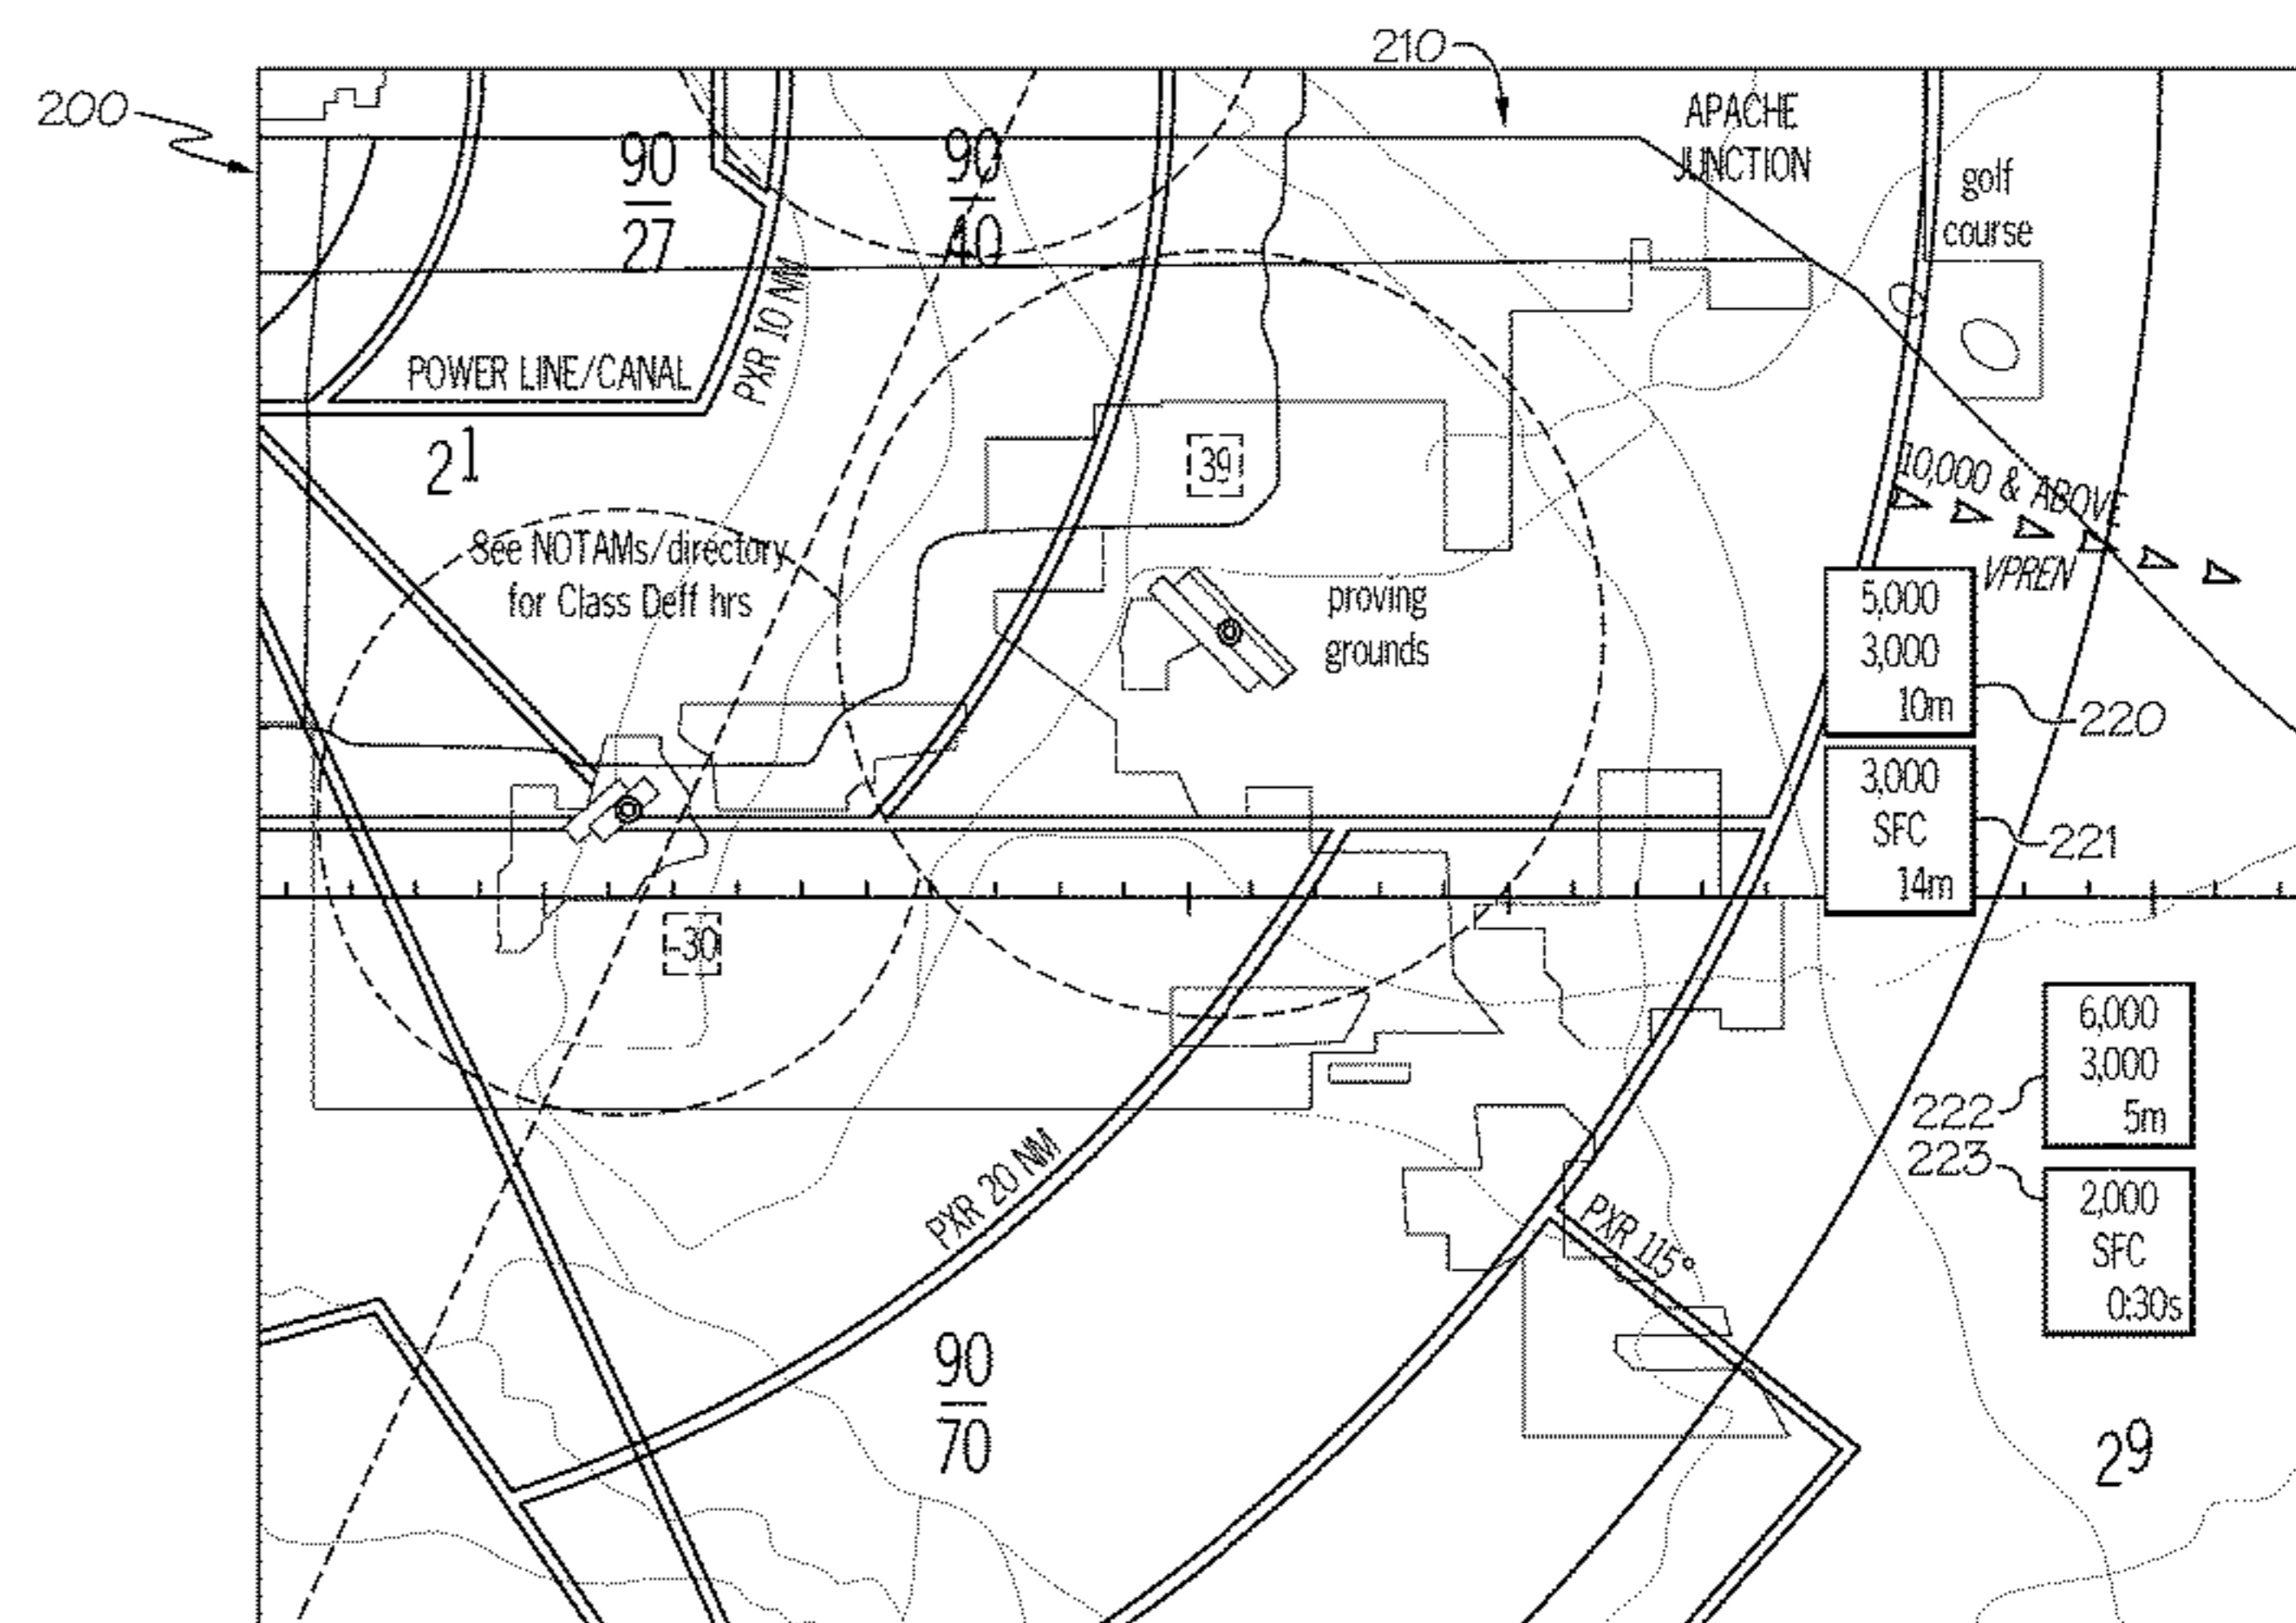 210
200
APACHE
JUNCTION
90
27
90
40
golf
course
PXR 10 NM
POWER LINE/CANAL
21
39
10,000 & ABOVE
See NOTAMs/directory
for Class Deff hrs
VPREN
proving
grounds
5,000
3,000
10m
220
3,000
SFC
14m
221
-30
6,000
3,000
5m
222
223
2,000
SFC
0:30s
PXR 20 NM
PXR 115°
90
70
29